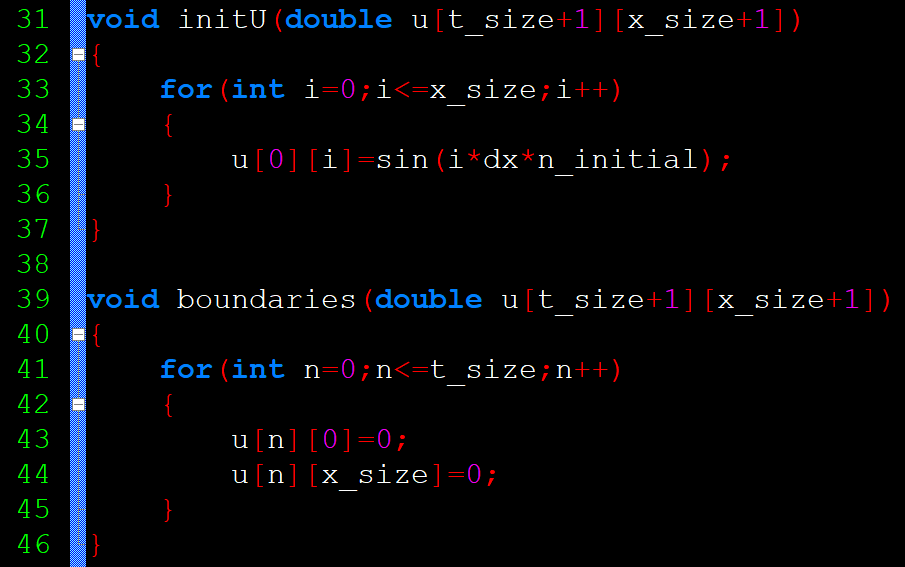 31 void initU(double u[t_size+1][x_size+1])
32 {
33     for(int i=0;i<=x_size;i++)
34     {
35         u[0][i]=sin(i*dx*n_initial);
36     }
37 }
38
39 void boundaries(double u[t_size+1][x_size+1])
40 {
41     for(int n=0;n<=t_size;n++)
42     {
43         u[n][0]=0;
44         u[n][x_size]=0;
45     }
46 }